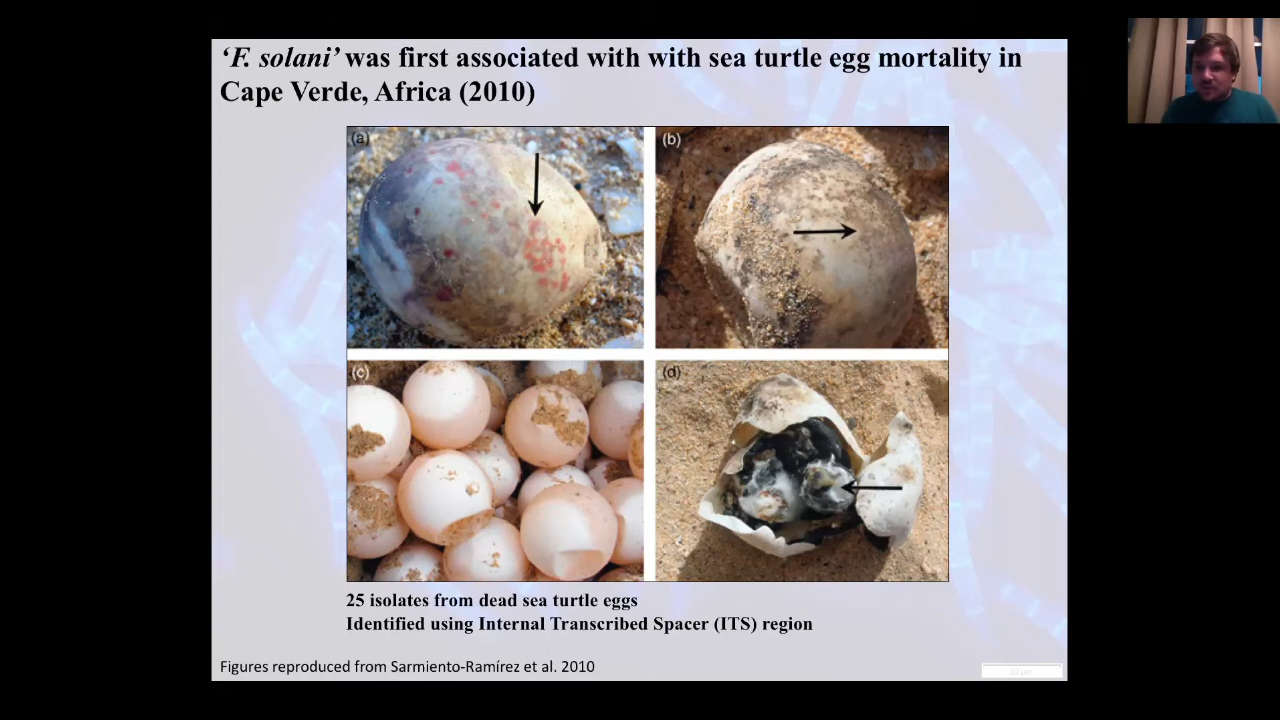 ‘F. solani’ was first associated with with sea turtle egg mortality in
Cape Verde, Africa (2010)
(a)
(b)
(c)
(d)
25 isolates from dead sea turtle eggs
Identified using Internal Transcribed Spacer (ITS) region
Figures reproduced from Sarmiento-Ramírez et al. 2010